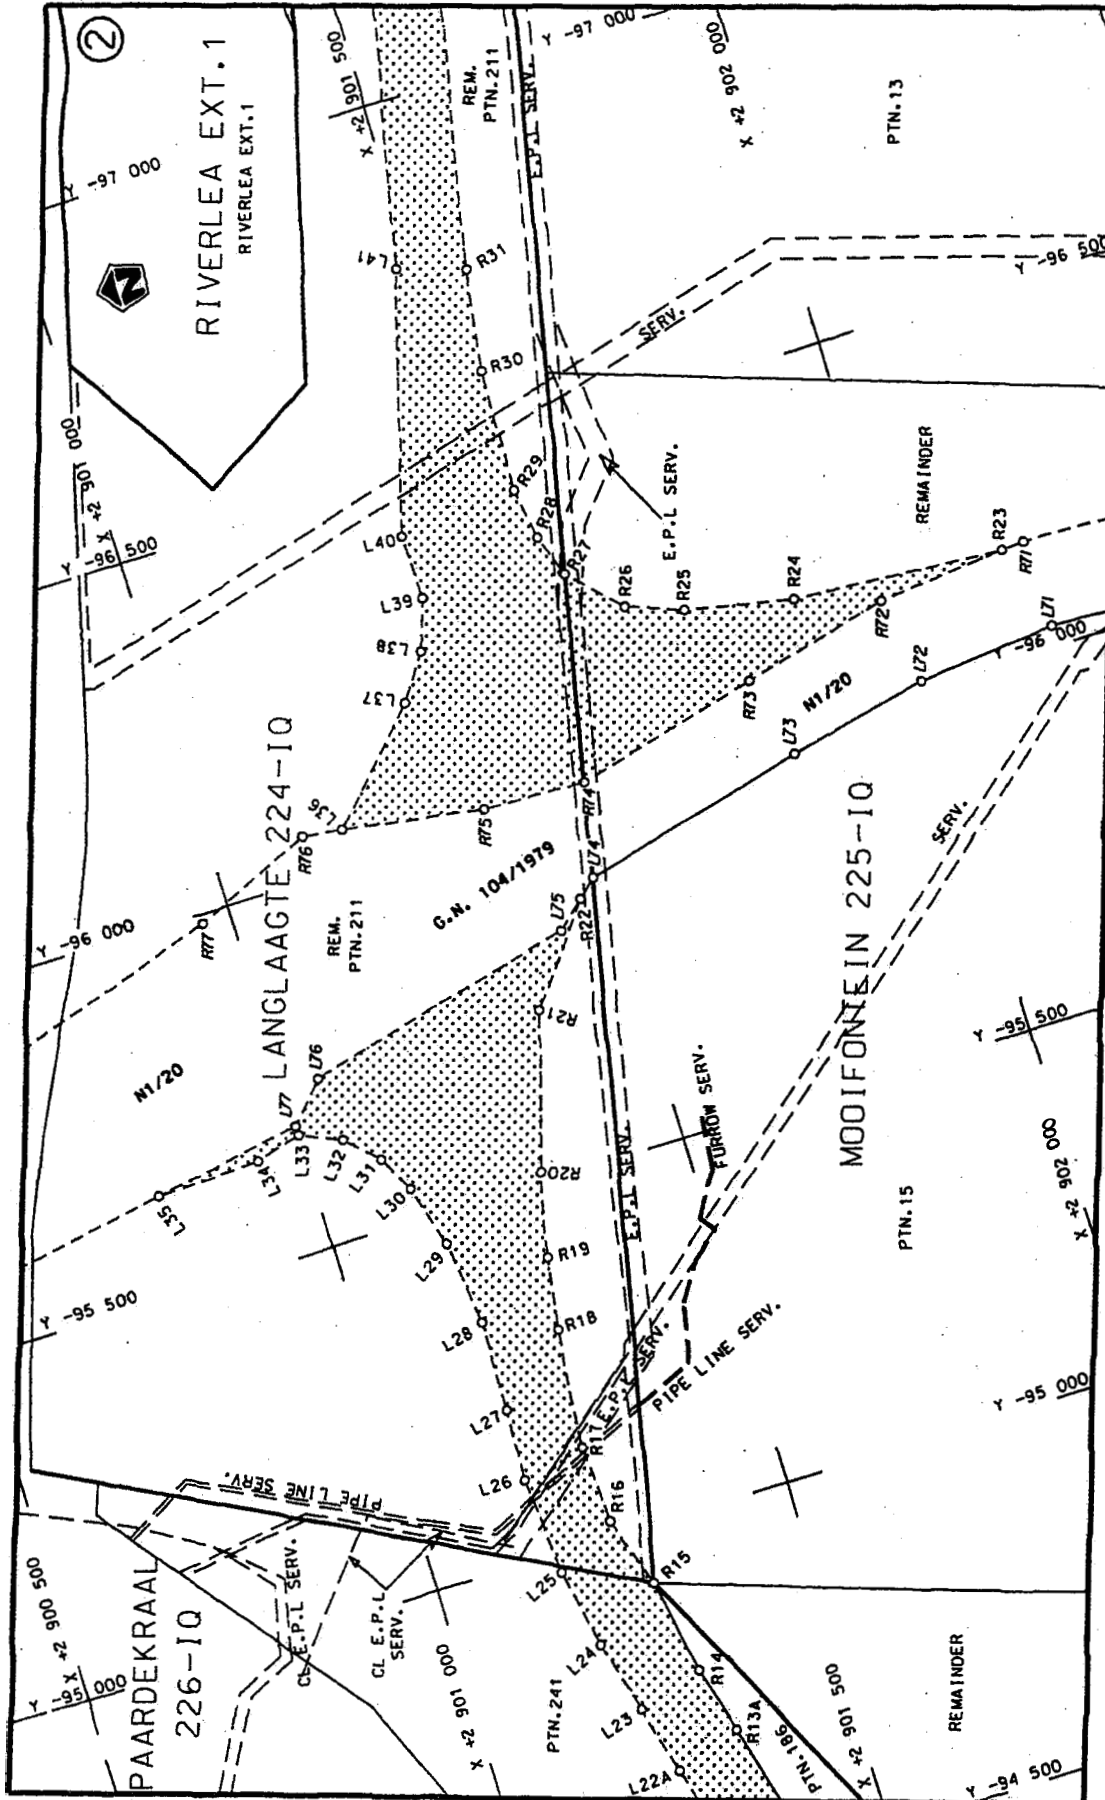 2
RIVERLEA EXT.1
RIVERLEA EXT.1
N
Y -97 000
X +2 901 500
REM.
PTN.211
E.P.L SERV.
Y -97 000
X +2 902 000
PTN.13
L41
R31
R30
SERV.
Y -96 500
X +2 901 000
Y -96 500
R29
R28
L40
R27
E.P.L SERV.
REMAINDER
R23
R71
L39
R26
R25
R24
R72
L71
Y -96 000
L38
L37
R73
L72
N1/20
L73
LANGLAAGTE 224-IQ
L36
R76
R75
R74
R77
G.N. 104/1979
L74
R22
L75
REM.
PTN.211
Y -96 000
SERV.
MOOIFONTEIN 225-IQ
R21
Y -95 500
N1/20
L76
L77
L33
L32
L31
L34
L30
L35
R20
FURROW SERV.
E.P.L SERV.
R19
L29
PTN.15
X +2 902 000
Y -95 500
L28
R18
E.P.L SERV.
PIPE LINE SERV.
L27
R17
Y -95 000
L26
R16
PIPE LINE SERV.
L25
R15
PAARDEKRAAL
226-IQ
X +2 900 500
Y -95 000
CL E.P.L SERV.
CL E.P.L
SERV.
X +2 901 000
PTN.241
L24
R14
L23
R13A
L22A
PTN.186
X +2 901 500
REMAINDER
Y -94 500